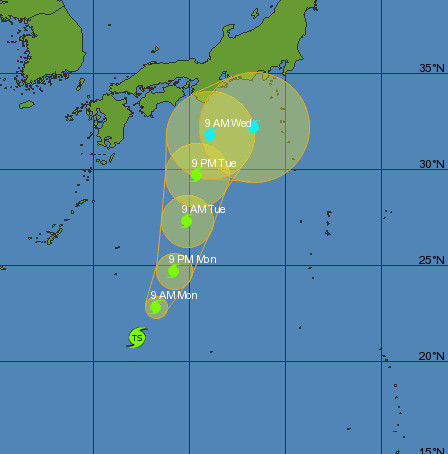 35°N
9 AM Wed
9 PM Tue
30°N
9 AM Tue
9 PM Mon
25°N
9 AM Mon
TS
20°N
15°N